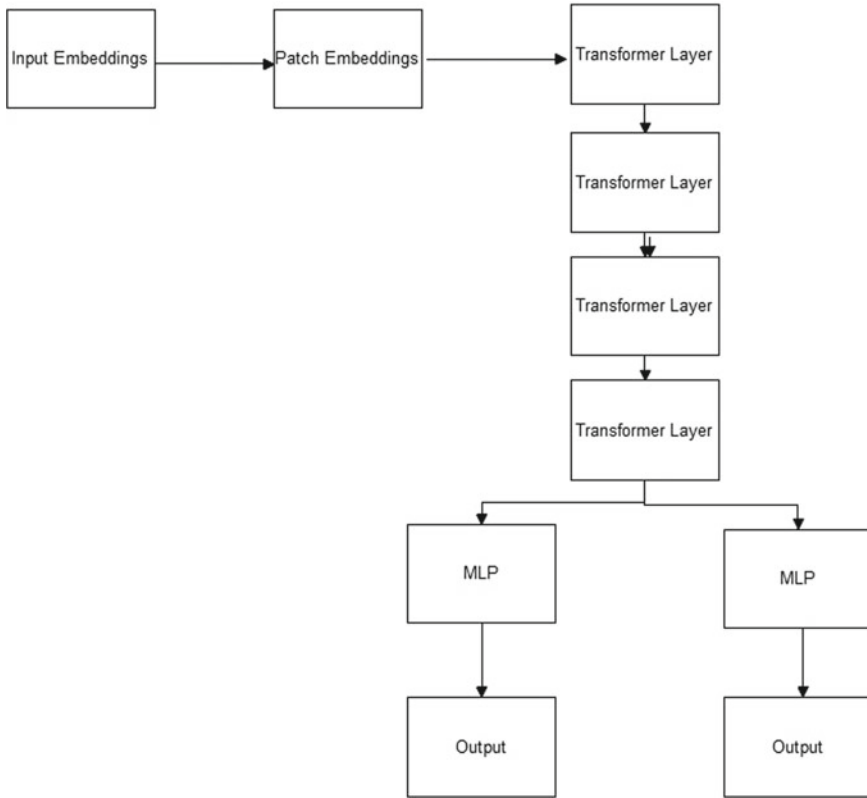 Input Embeddings
Patch Embeddings
Transformer Layer
Transformer Layer
Transformer Layer
Transformer Layer
MLP
MLP
Output
Output